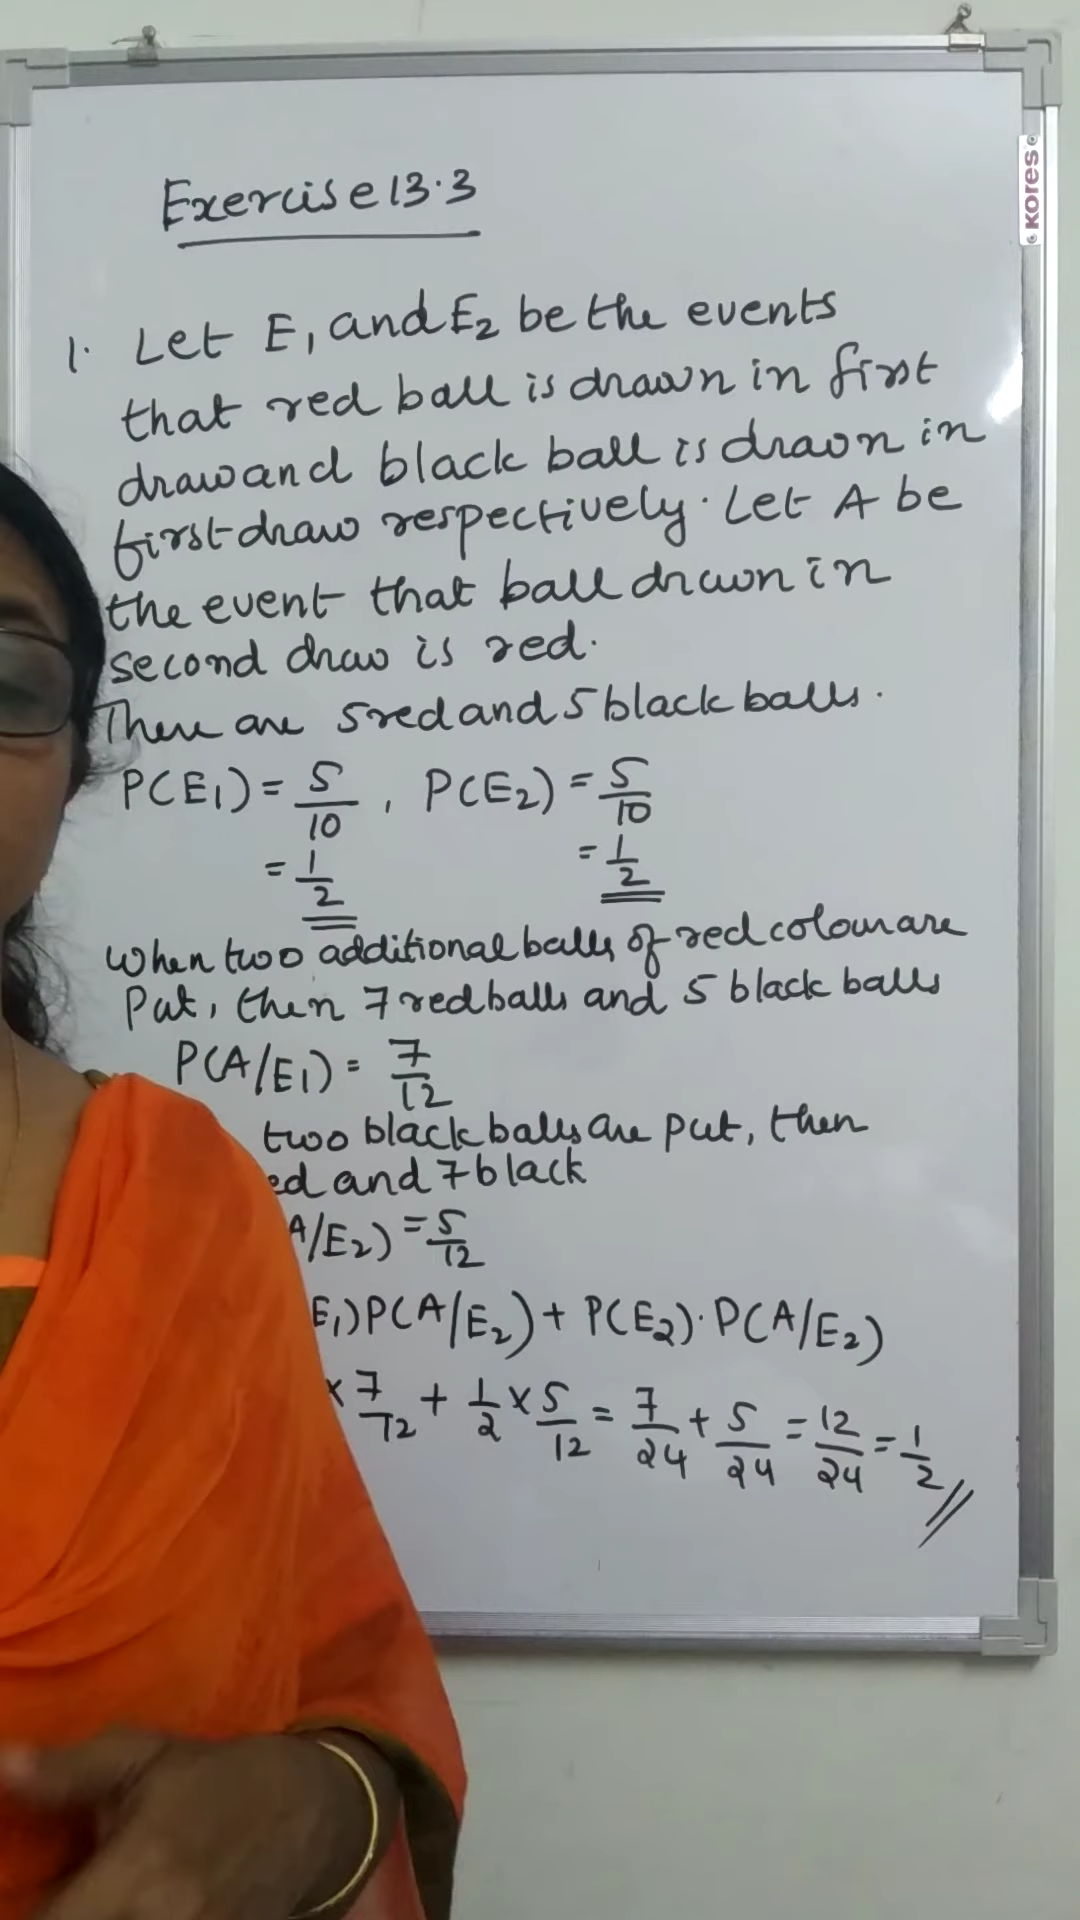 Exercise 13.3
KORES
1. Let E₁ and E₂ be the events
that red ball is drawn in first
draw and black ball is drawn in
first draw respectively. Let A be
the event that ball drawn in
second draw is red.
There are 5 red and 5 black balls.
P(E₁) = 5/10 , P(E₂) = 5/10
= 1/2 = 1/2
When two additional balls of red colour are
Put, then 7 red balls and 5 black balls
P(A/E₁) = 7/12
two black balls are put, then
ed and 7 black
A/E₂) = 5/12
E₁) P(A/E₂) + P(E₂) . P(A/E₂)
× 7/12 + 1/2 × 5/12 = 7/24 + 5/24 = 12/24 = 1/2 //